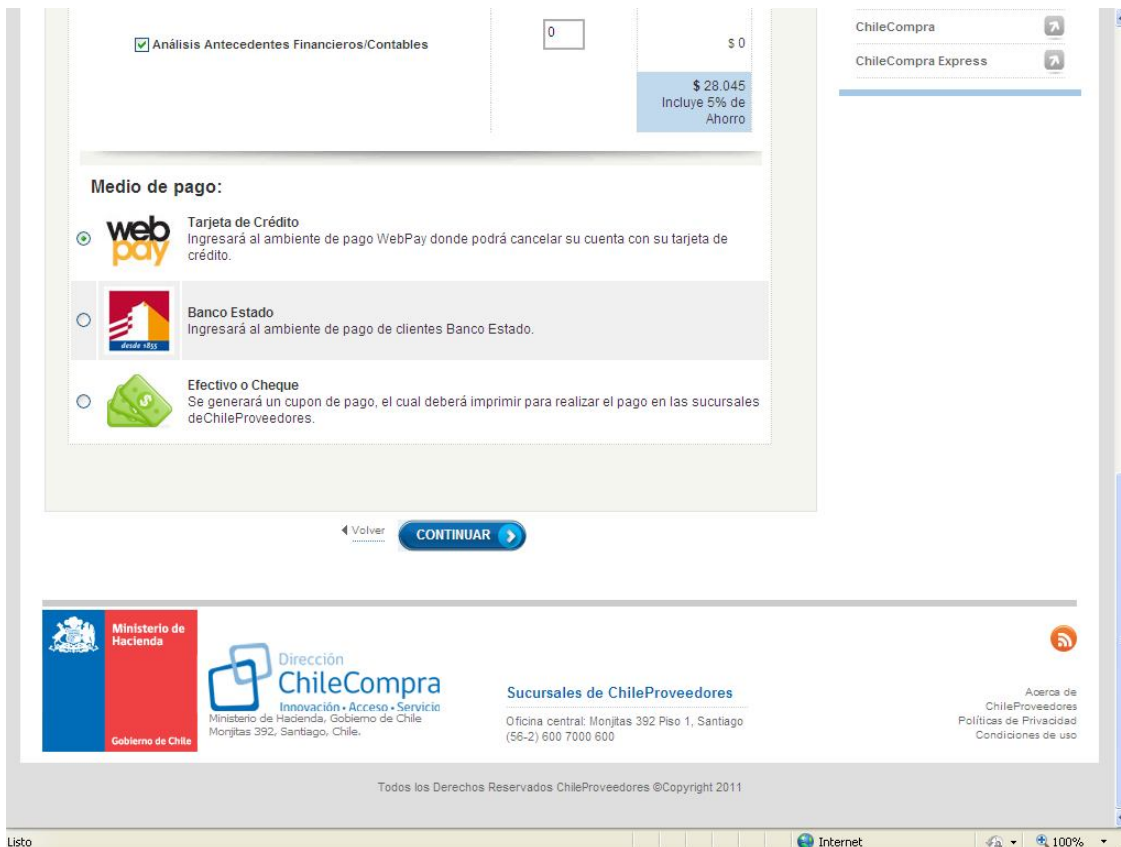 ChileCompra
0
Análisis Antecedentes Financieros/Contables
$ 0
ChileCompra Express
$ 28.045
Incluye 5% de
Ahorro
Medio de pago:
web
pay
Tarjeta de Crédito
Ingresará al ambiente de pago WebPay donde podrá cancelar su cuenta con su tarjeta de
crédito.
desde 1855
Banco Estado
Ingresará al ambiente de pago de clientes Banco Estado.
Efectivo o Cheque
Se generará un cupon de pago, el cual deberá imprimir para realizar el pago en las sucursales
deChileProveedores.
Volver
CONTINUAR
Ministerio de
Hacienda
Gobierno de Chile
Dirección
ChileCompra
Innovación • Acceso • Servicio
Ministerio de Hacienda, Gobierno de Chile
Monjitas 392, Santiago, Chile.
Sucursales de ChileProveedores
Oficina central: Monjitas 392 Piso 1, Santiago
(56-2) 600 7000 600
Acerca de
ChileProveedores
Políticas de Privacidad
Condiciones de uso
Todos los Derechos Reservados ChileProveedores ©Copyright 2011
Listo
Internet
100%